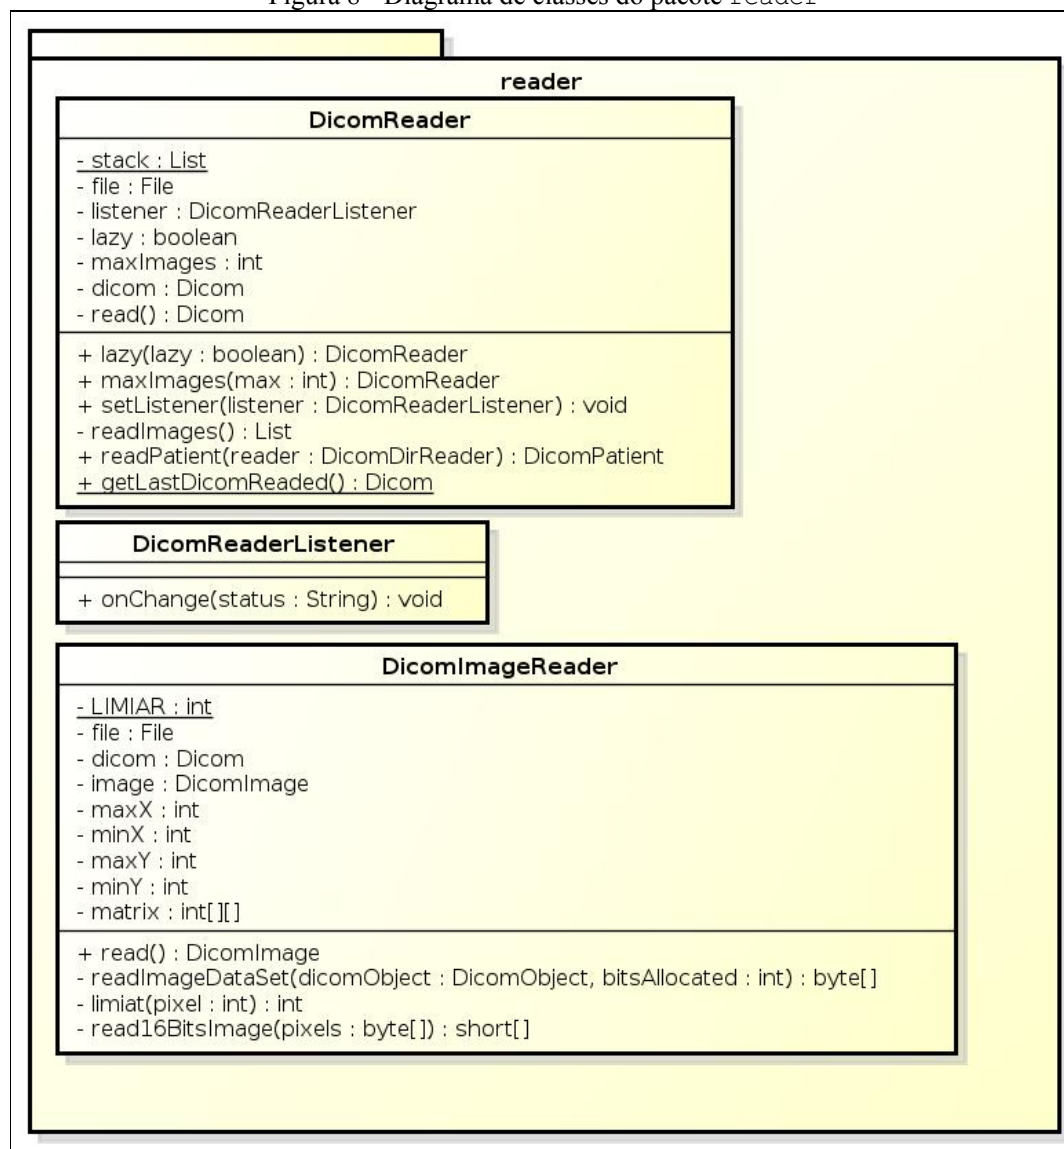 Figura 8 - Diagrama de classes do pacote reader
reader
DicomReader
- stack : List
- file : File
- listener : DicomReaderListener
- lazy : boolean
- maxImages : int
- dicom : Dicom
- read() : Dicom
+ lazy(lazy : boolean) : DicomReader
+ maxImages(max : int) : DicomReader
+ setListener(listener : DicomReaderListener) : void
- readImages() : List
+ readPatient(reader : DicomDirReader) : DicomPatient
+ getLastDicomReaded() : Dicom
DicomReaderListener
+ onChange(status : String) : void
DicomImageReader
- LIMIAR : int
- file : File
- dicom : Dicom
- image : DicomImage
- maxX : int
- minX : int
- maxY : int
- minY : int
- matrix : int[][]
+ read() : DicomImage
- readImageDataSet(dicomObject : DicomObject, bitsAllocated : int) : byte[]
- limiat(pixel : int) : int
- read16BitsImage(pixels : byte[]) : short[]